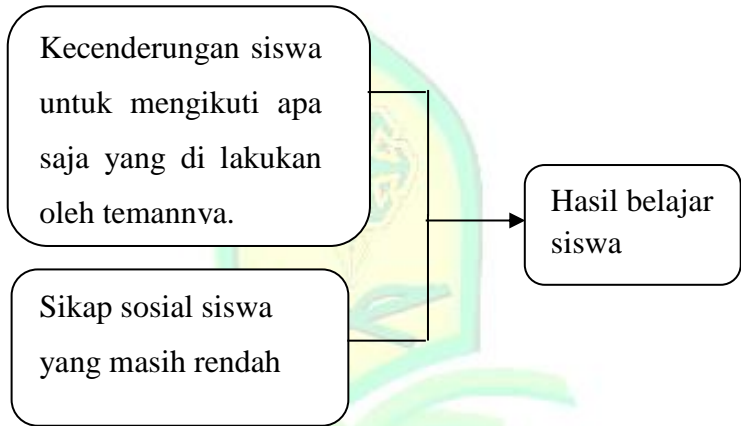 Kecenderungan siswa
untuk mengikuti apa
saja yang di lakukan
oleh temannya.
Hasil belajar
siswa
Sikap sosial siswa
yang masih rendah